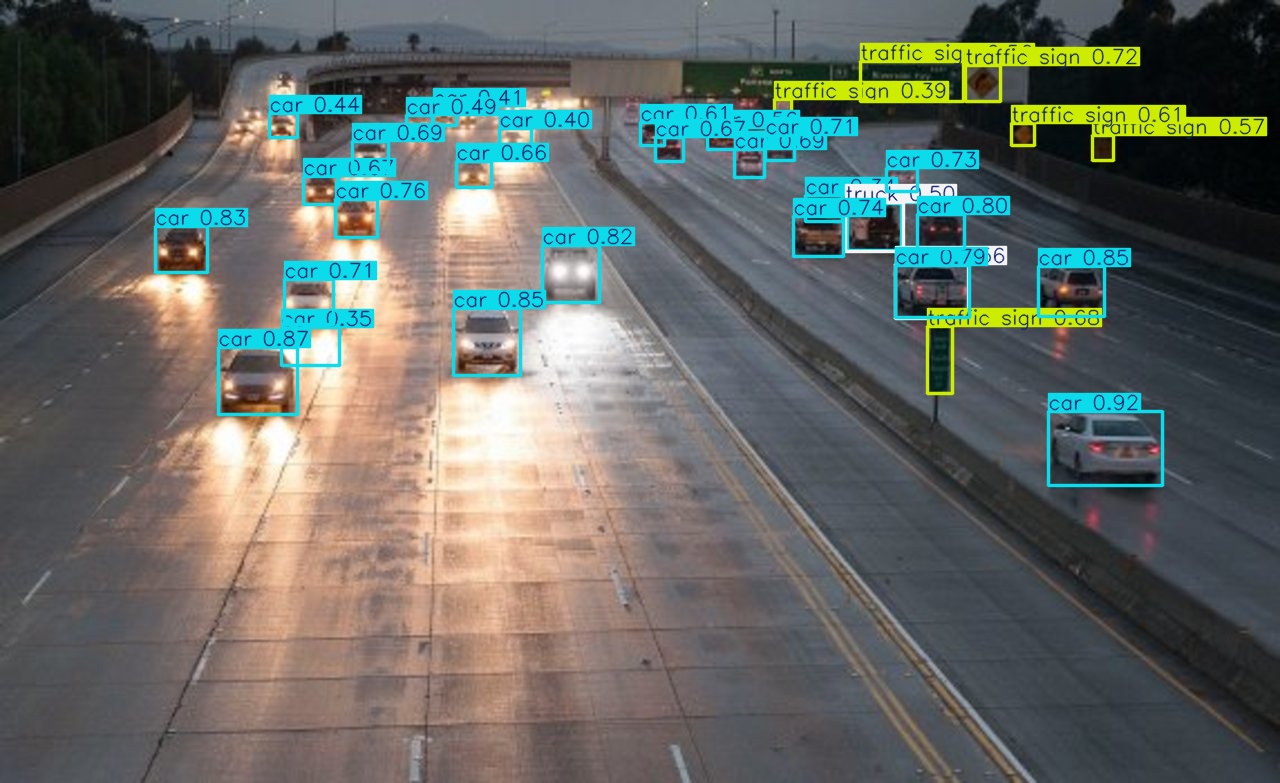 traffic sign 0.72
traffic sig
traffic sign 0.39
car 0.44
car 0.41
0.49
car 0.40
car 0.61
traffic sign 0.61
traffic sign 0.57
car 0.69
car 0.67
car 0.71
car 0.69
car 0.66
car 0.73
car 0.67
car 0.76
car
truck 0.50
car 0.74
car 0.80
car 0.83
car 0.82
car 0.79
car 0.85
car 0.71
car 0.85
car 0.35
traffic sign 0.68
car 0.87
car 0.92